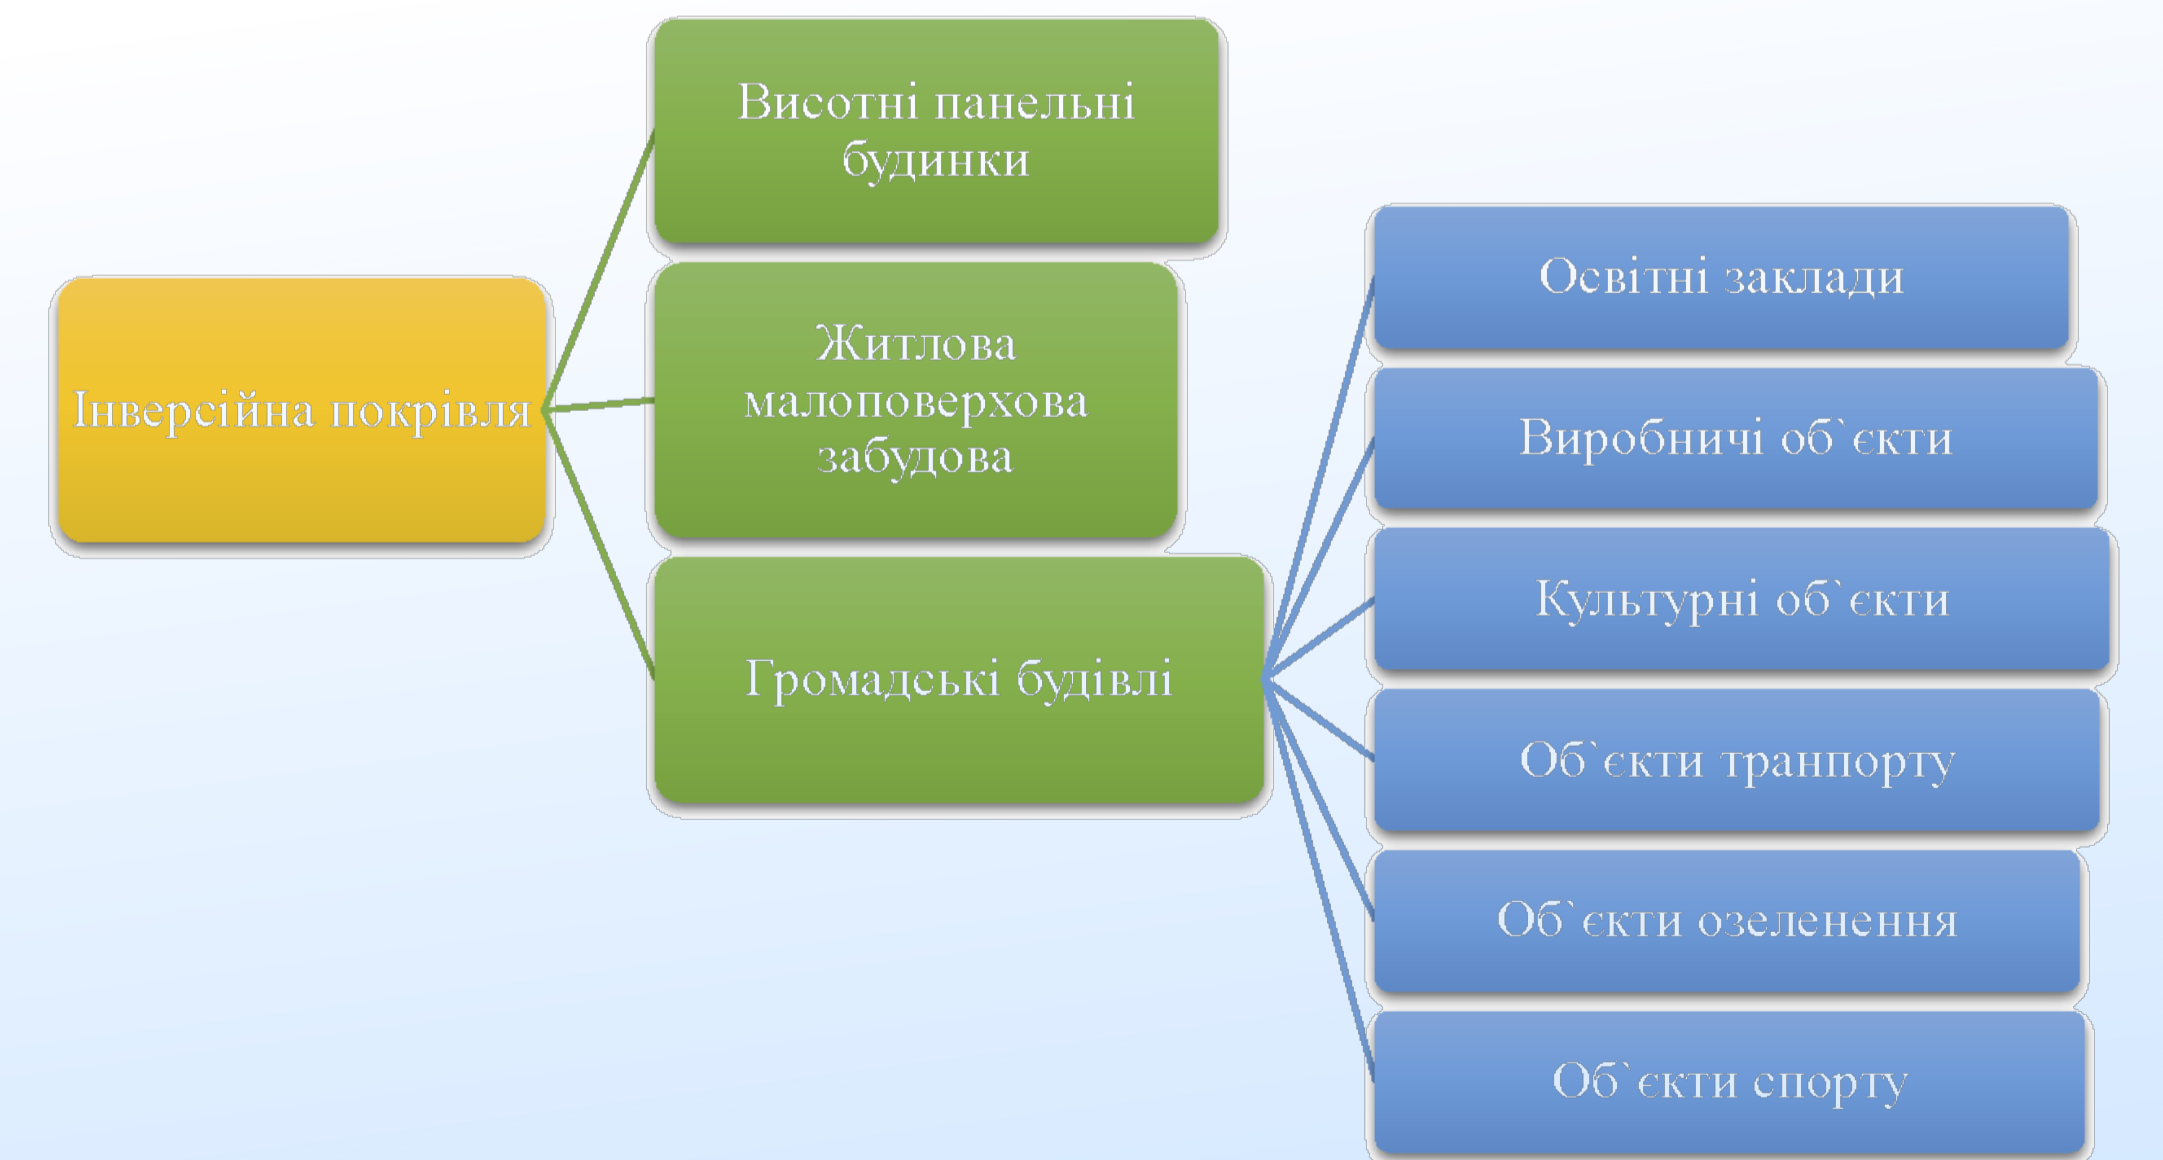 Інверсійна покрівля
Висотні панельні
будинки
Житлова
малоповерхова
забудова
Громадські будівлі
Освітні заклади
Виробничі об`єкти
Культурні об`єкти
Об`єкти транпорту
Об`єкти озеленення
Об`єкти спорту